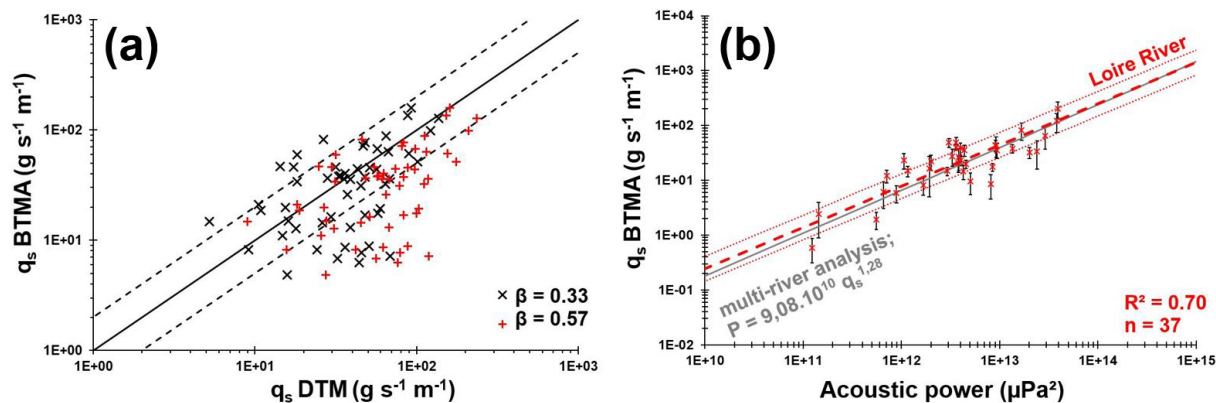 (a)
1E+03
1E+02
1E+01
1E+00
qₛ BTMA (g s⁻¹ m⁻¹)
× β = 0.33
+ β = 0.57
1E+00 1E+01 1E+02 1E+03
qₛ DTM (g s⁻¹ m⁻¹)
(b)
1E+04
1E+03
1E+02
1E+01
1E+00
1E-01
1E-02
qₛ BTMA (g s⁻¹ m⁻¹)
Loire River
multi-river analysis;
P = 9,08.10¹⁰ qₛ¹,²⁸
R² = 0.70
n = 37
1E+10 1E+11 1E+12 1E+13 1E+14 1E+15
Acoustic power (µPa²)